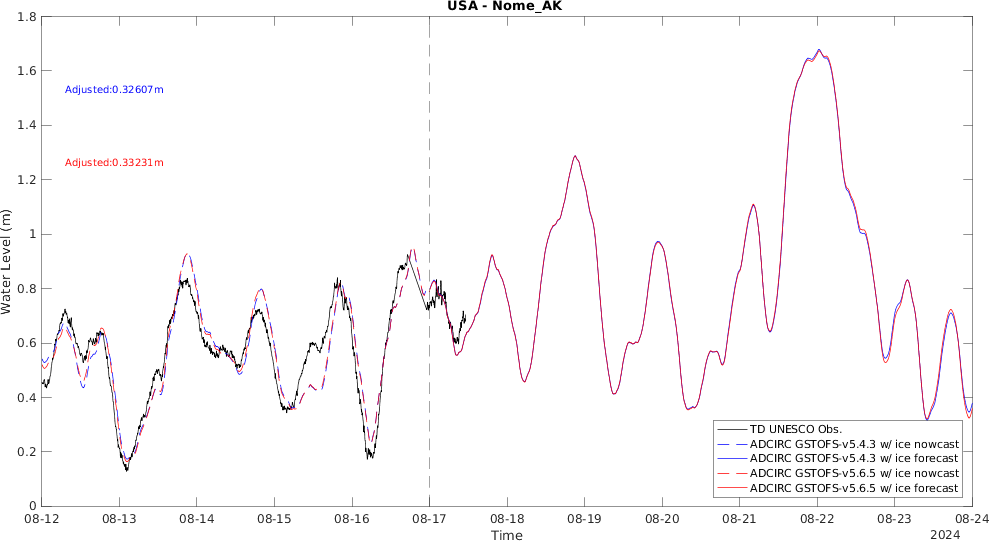 USA - Nome_AK
1.8
1.6
1.4
1.2
1
0.8
0.6
0.4
0.2
0
Water Level (m)
Adjusted:0.32607m
Adjusted:0.33231m
TD UNESCO Obs.
ADCIRC GSTOFS-v5.4.3 w/ ice nowcast
ADCIRC GSTOFS-v5.4.3 w/ ice forecast
ADCIRC GSTOFS-v5.6.5 w/ ice nowcast
ADCIRC GSTOFS-v5.6.5 w/ ice forecast
08-12 08-13 08-14 08-15 08-16 08-17 08-18 08-19 08-20 08-21 08-22 08-23 08-24
Time
2024